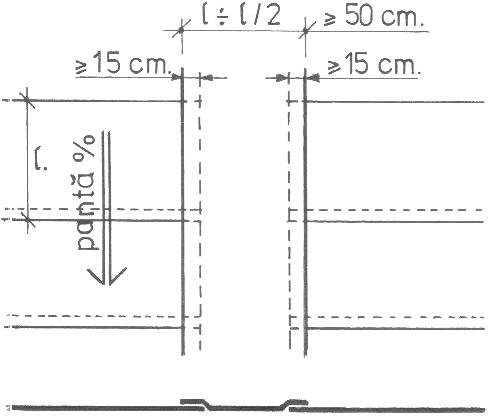 l ÷ l/2 ≥ 50 cm.
≥ 15 cm. ≥ 15 cm.
l.
pantă %